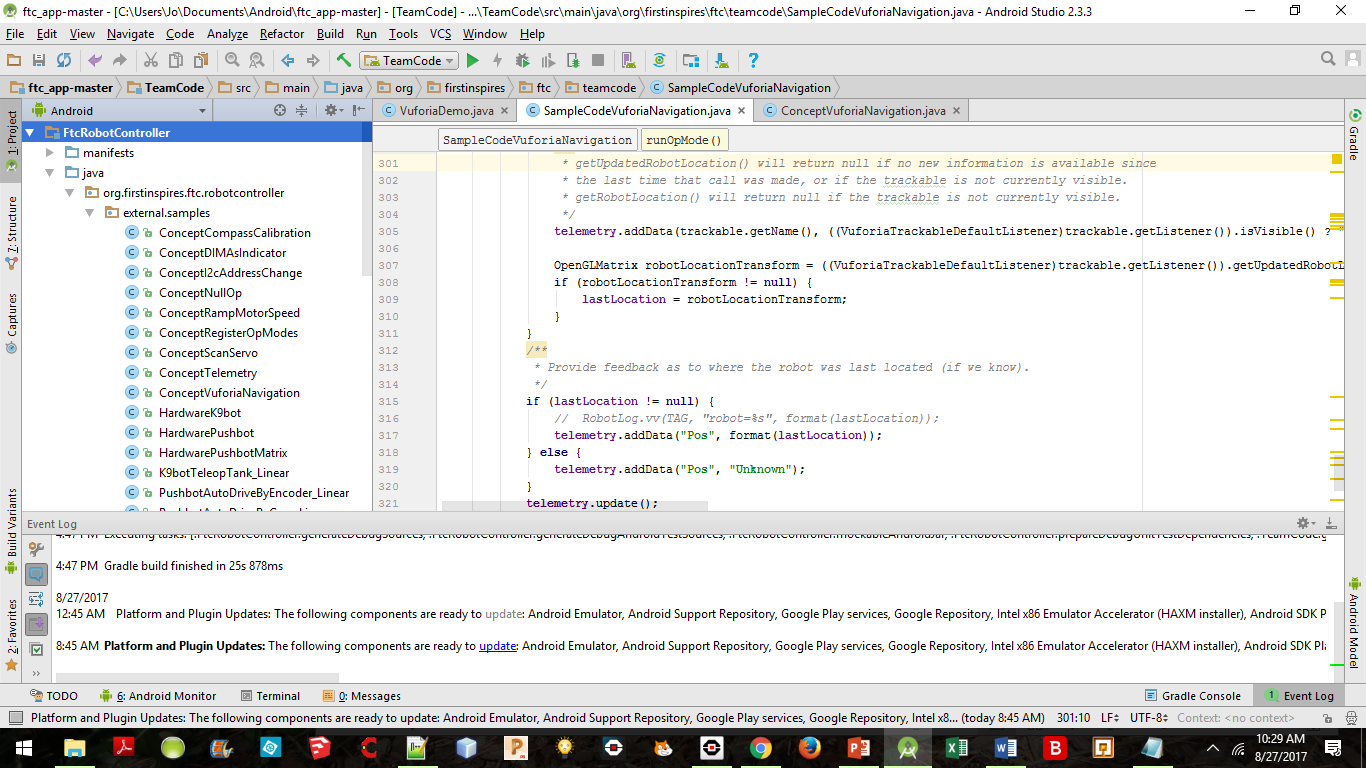 ftc_app-master - [C:\Users\Jo\Documents\Android\ftc_app-master] - [TeamCode] - ...\TeamCode\src\main\java\org\firstinspires\ftc\teamcode\SampleCodeVuforiaNavigation.java - Android Studio 2.3.3
File Edit View Navigate Code Analyze Refactor Build Run Tools VCS Window Help
TeamCode
ftc_app-master TeamCode src main java org firstinspires ftc teamcode SampleCodeVuforiaNavigation
Android
VuforiaDemo.java SampleCodeVuforiaNavigation.java ConceptVuforiaNavigation.java
1: Project
7: Structure
Captures
Build Variants
2: Favorites
FtcRobotController
manifests
java
org.firstinspires.ftc.robotcontroller
external.samples
ConceptCompassCalibration
ConceptDIMAsIndicator
ConceptI2cAddressChange
ConceptNullOp
ConceptRampMotorSpeed
ConceptRegisterOpModes
ConceptScanServo
ConceptTelemetry
ConceptVuforiaNavigation
HardwareK9bot
HardwarePushbot
HardwarePushbotMatrix
K9botTeleopTank_Linear
PushbotAutoDriveByEncoder_Linear
SampleCodeVuforiaNavigation runOpMode()
301 * getUpdatedRobotLocation() will return null if no new information is available since
302 * the last time that call was made, or if the trackable is not currently visible.
303 * getRobotLocation() will return null if the trackable is not currently visible.
304 */
305 telemetry.addData(trackable.getName(), ((VuforiaTrackableDefaultListener)trackable.getListener()).isVisible() ? "
306
307 OpenGLMatrix robotLocationTransform = ((VuforiaTrackableDefaultListener)trackable.getListener()).getUpdatedRobotL
308 if (robotLocationTransform != null) {
309 lastLocation = robotLocationTransform;
310 }
311 }
312 /**
313 * Provide feedback as to where the robot was last located (if we know).
314 */
315 if (lastLocation != null) {
316 // RobotLog.vv(TAG, "robot=%s", format(lastLocation));
317 telemetry.addData("Pos", format(lastLocation));
318 } else {
319 telemetry.addData("Pos", "Unknown");
320 }
321 telemetry.update();
Gradle
Android Model
Event Log
4:47 PM Gradle build finished in 25s 878ms
8/27/2017
12:45 AM Platform and Plugin Updates: The following components are ready to update: Android Emulator, Android Support Repository, Google Play services, Google Repository, Intel x86 Emulator Accelerator (HAXM installer), Android SDK P
8:45 AM Platform and Plugin Updates: The following components are ready to update: Android Emulator, Android Support Repository, Google Play services, Google Repository, Intel x86 Emulator Accelerator (HAXM installer), Android SDK Pl
TODO 6: Android Monitor Terminal 0: Messages Gradle Console 1 Event Log
Platform and Plugin Updates: The following components are ready to update: Android Emulator, Android Support Repository, Google Play services, Google Repository, Intel x8... (today 8:45 AM) 301:10 LF÷ UTF-8÷ Context: <no context>
10:29 AM
8/27/2017